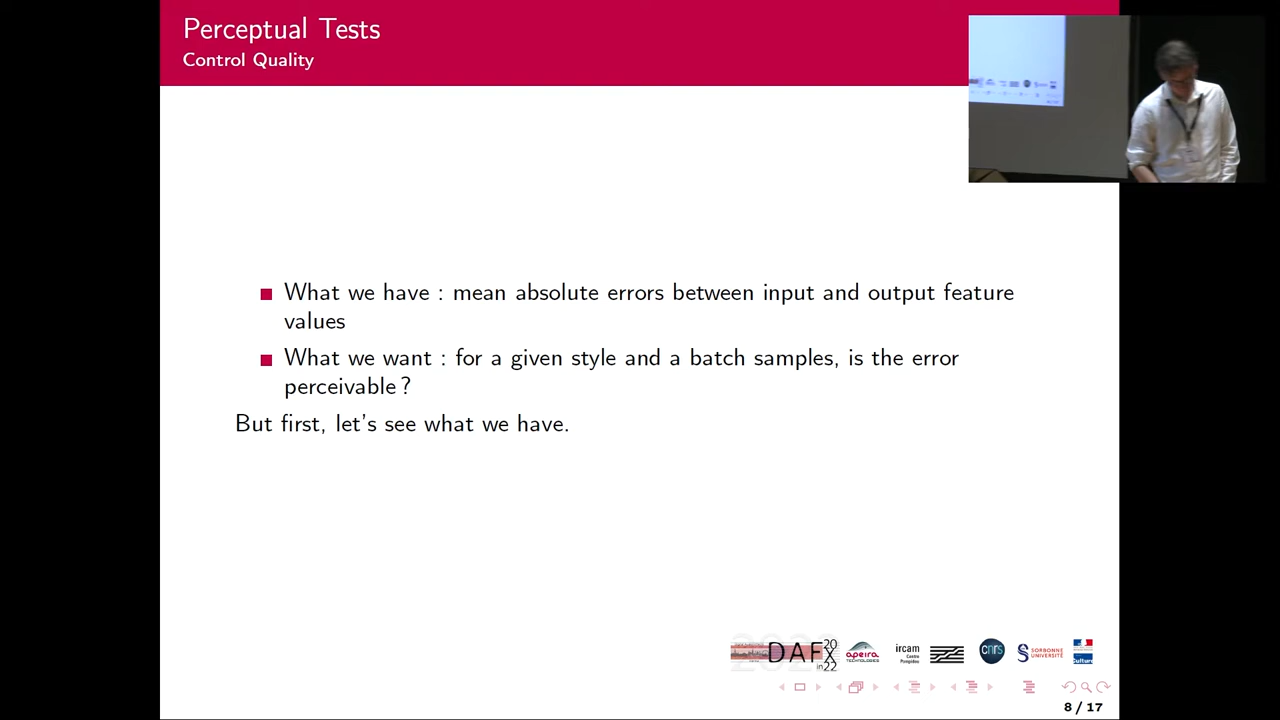 Perceptual Tests
Control Quality
What we have : mean absolute errors between input and output feature
values
What we want : for a given style and a batch samples, is the error
perceivable ?
But first, let's see what we have.
DAFx
20
in22
apeira
TECHNOLOGIES
ircam
Centre
Pompidou
cnrs
SORBONNE
UNIVERSITÉ
Culture
8 / 17